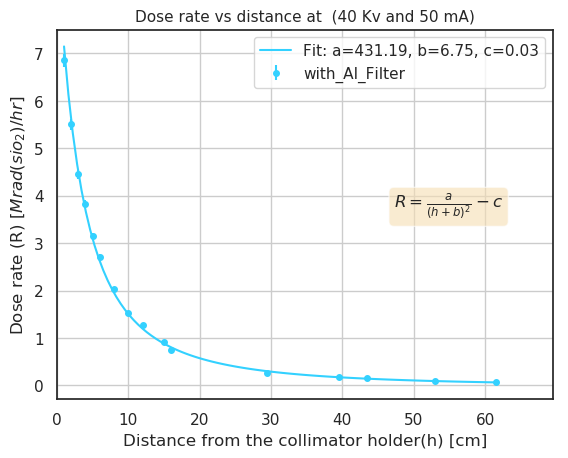 Dose rate vs distance at  (40 Kv and 50 mA)
Fit: a=431.19, b=6.75, c=0.03
with_Al_Filter
R = a/(h + b)² − c
Dose rate (R) [Mrad(sio₂)/hr]
7
6
5
4
3
2
1
0
0 10 20 30 40 50 60
Distance from the collimator holder(h) [cm]